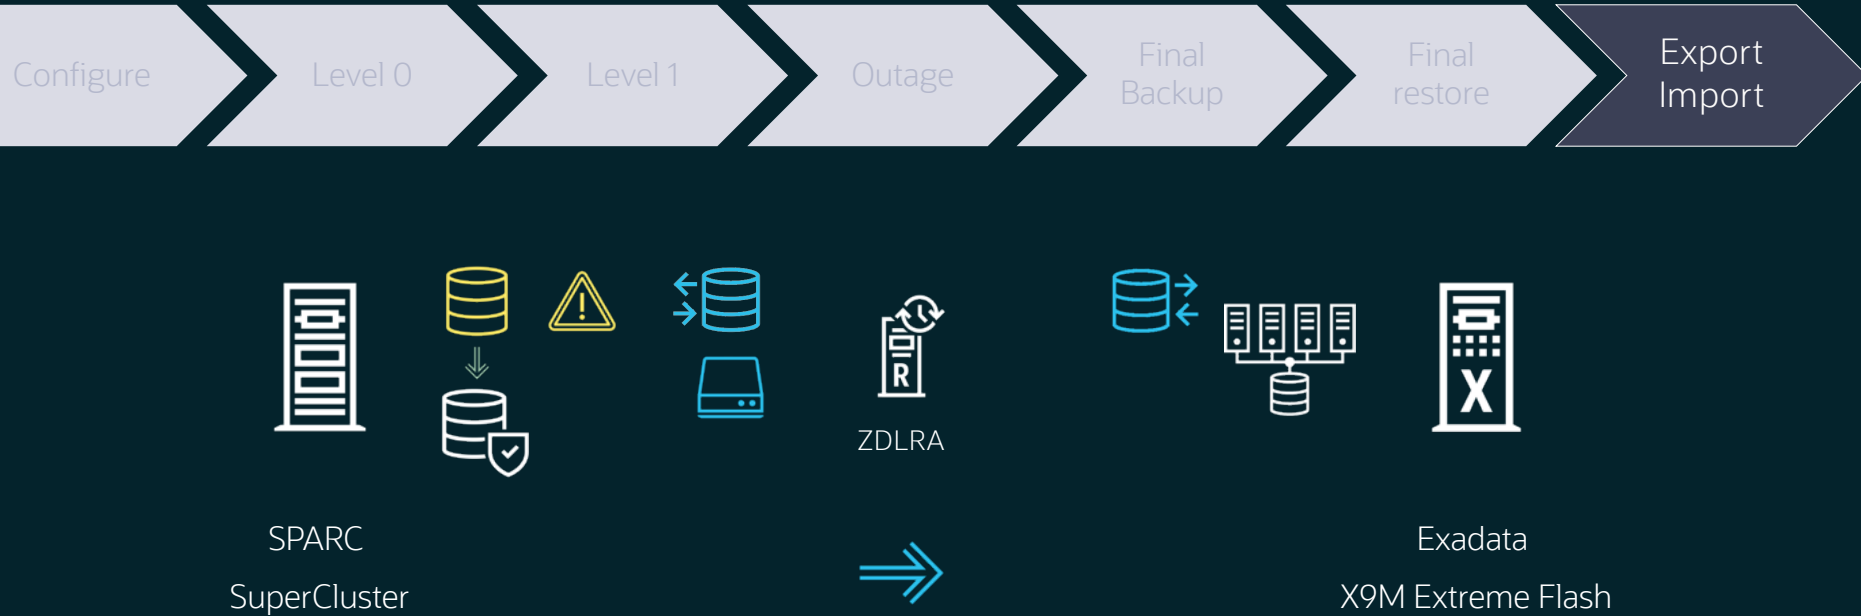 Configure
Level 0
Level 1
Outage
Final
Backup
Final
restore
Export
Import
R
X
ZDLRA
SPARC
SuperCluster
Exadata
X9M Extreme Flash